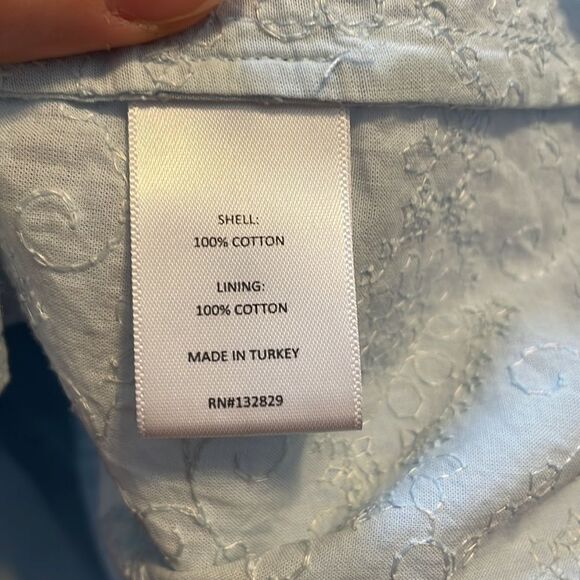 SHELL:
100% COTTON
LINING:
100% COTTON
MADE IN TURKEY
RN#132829